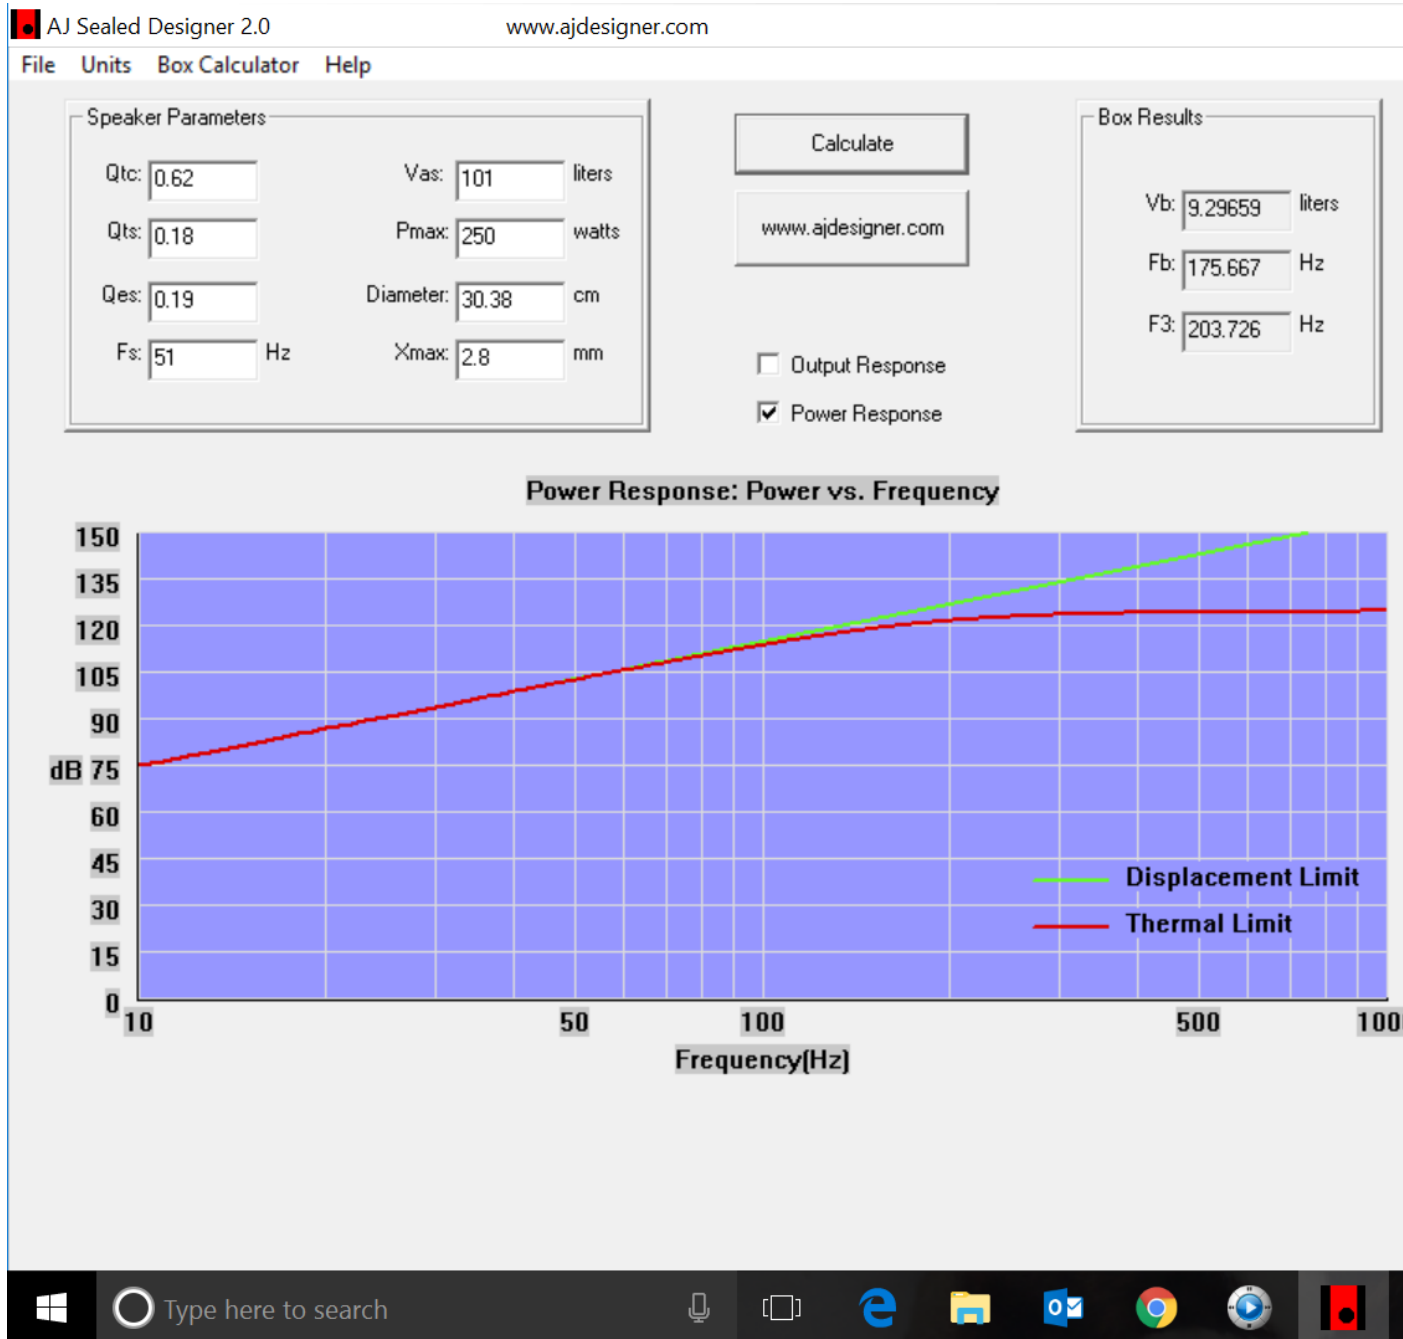 AJ Sealed Designer 2.0 www.ajdesigner.com
File Units Box Calculator Help
Speaker Parameters
Qtc: 0.62 Vas: 101 liters
Qts: 0.18 Pmax: 250 watts
Qes: 0.19 Diameter: 30.38 cm
Fs: 51 Hz Xmax: 2.8 mm
Calculate
www.ajdesigner.com
Output Response
Power Response
Box Results
Vb: 9.29659 liters
Fb: 175.667 Hz
F3: 203.726 Hz
Power Response: Power vs. Frequency
150
135
120
105
90
dB 75
60
45
30
15
0
Displacement Limit
Thermal Limit
10 50 100 500 100
Frequency(Hz)
Type here to search